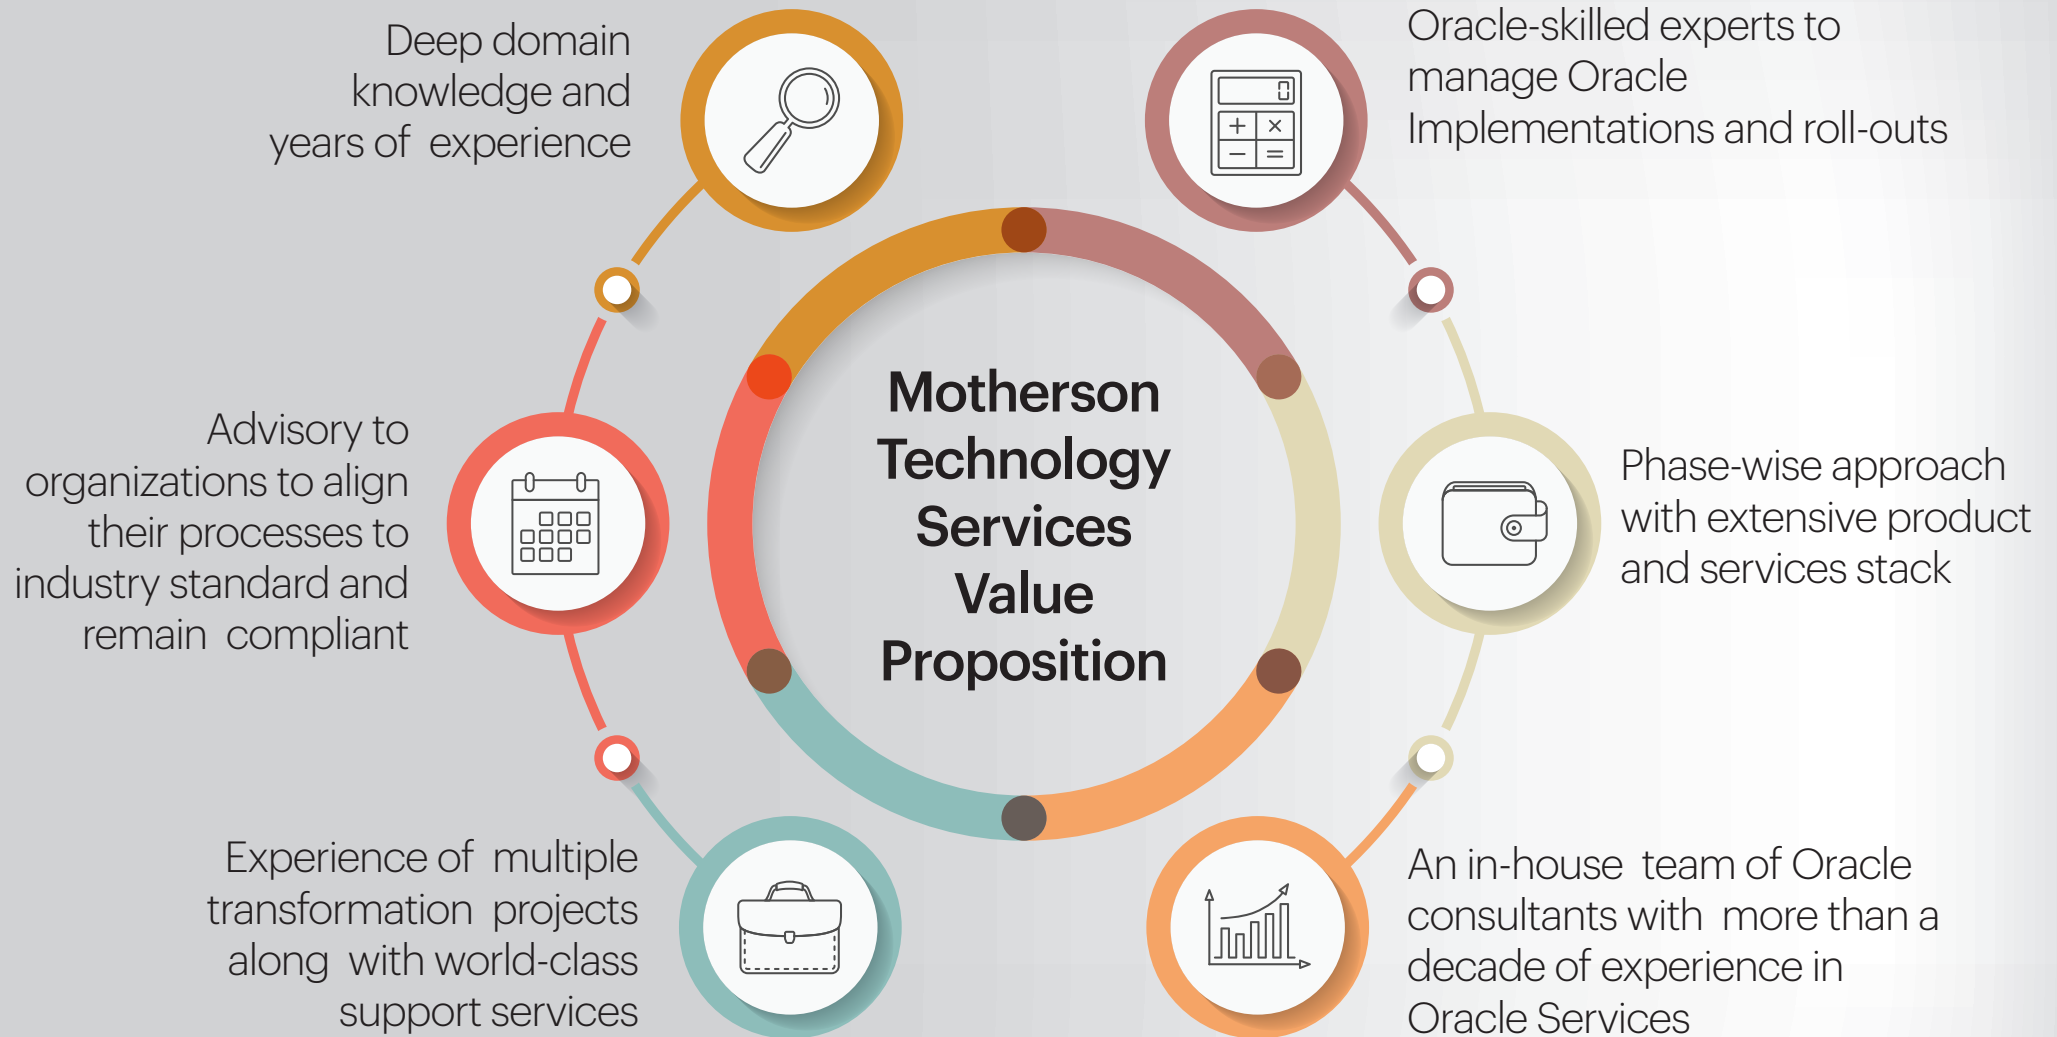 Deep domain
knowledge and
years of experience
Oracle-skilled experts to
manage Oracle
Implementations and roll-outs
Advisory to
organizations to align
their processes to
industry standard and
remain compliant
Motherson
Technology
Services
Value
Proposition
Phase-wise approach
with extensive product
and services stack
Experience of multiple
transformation projects
along with world-class
support services
An in-house team of Oracle
consultants with more than a
decade of experience in
Oracle Services
0
+ ×
− =